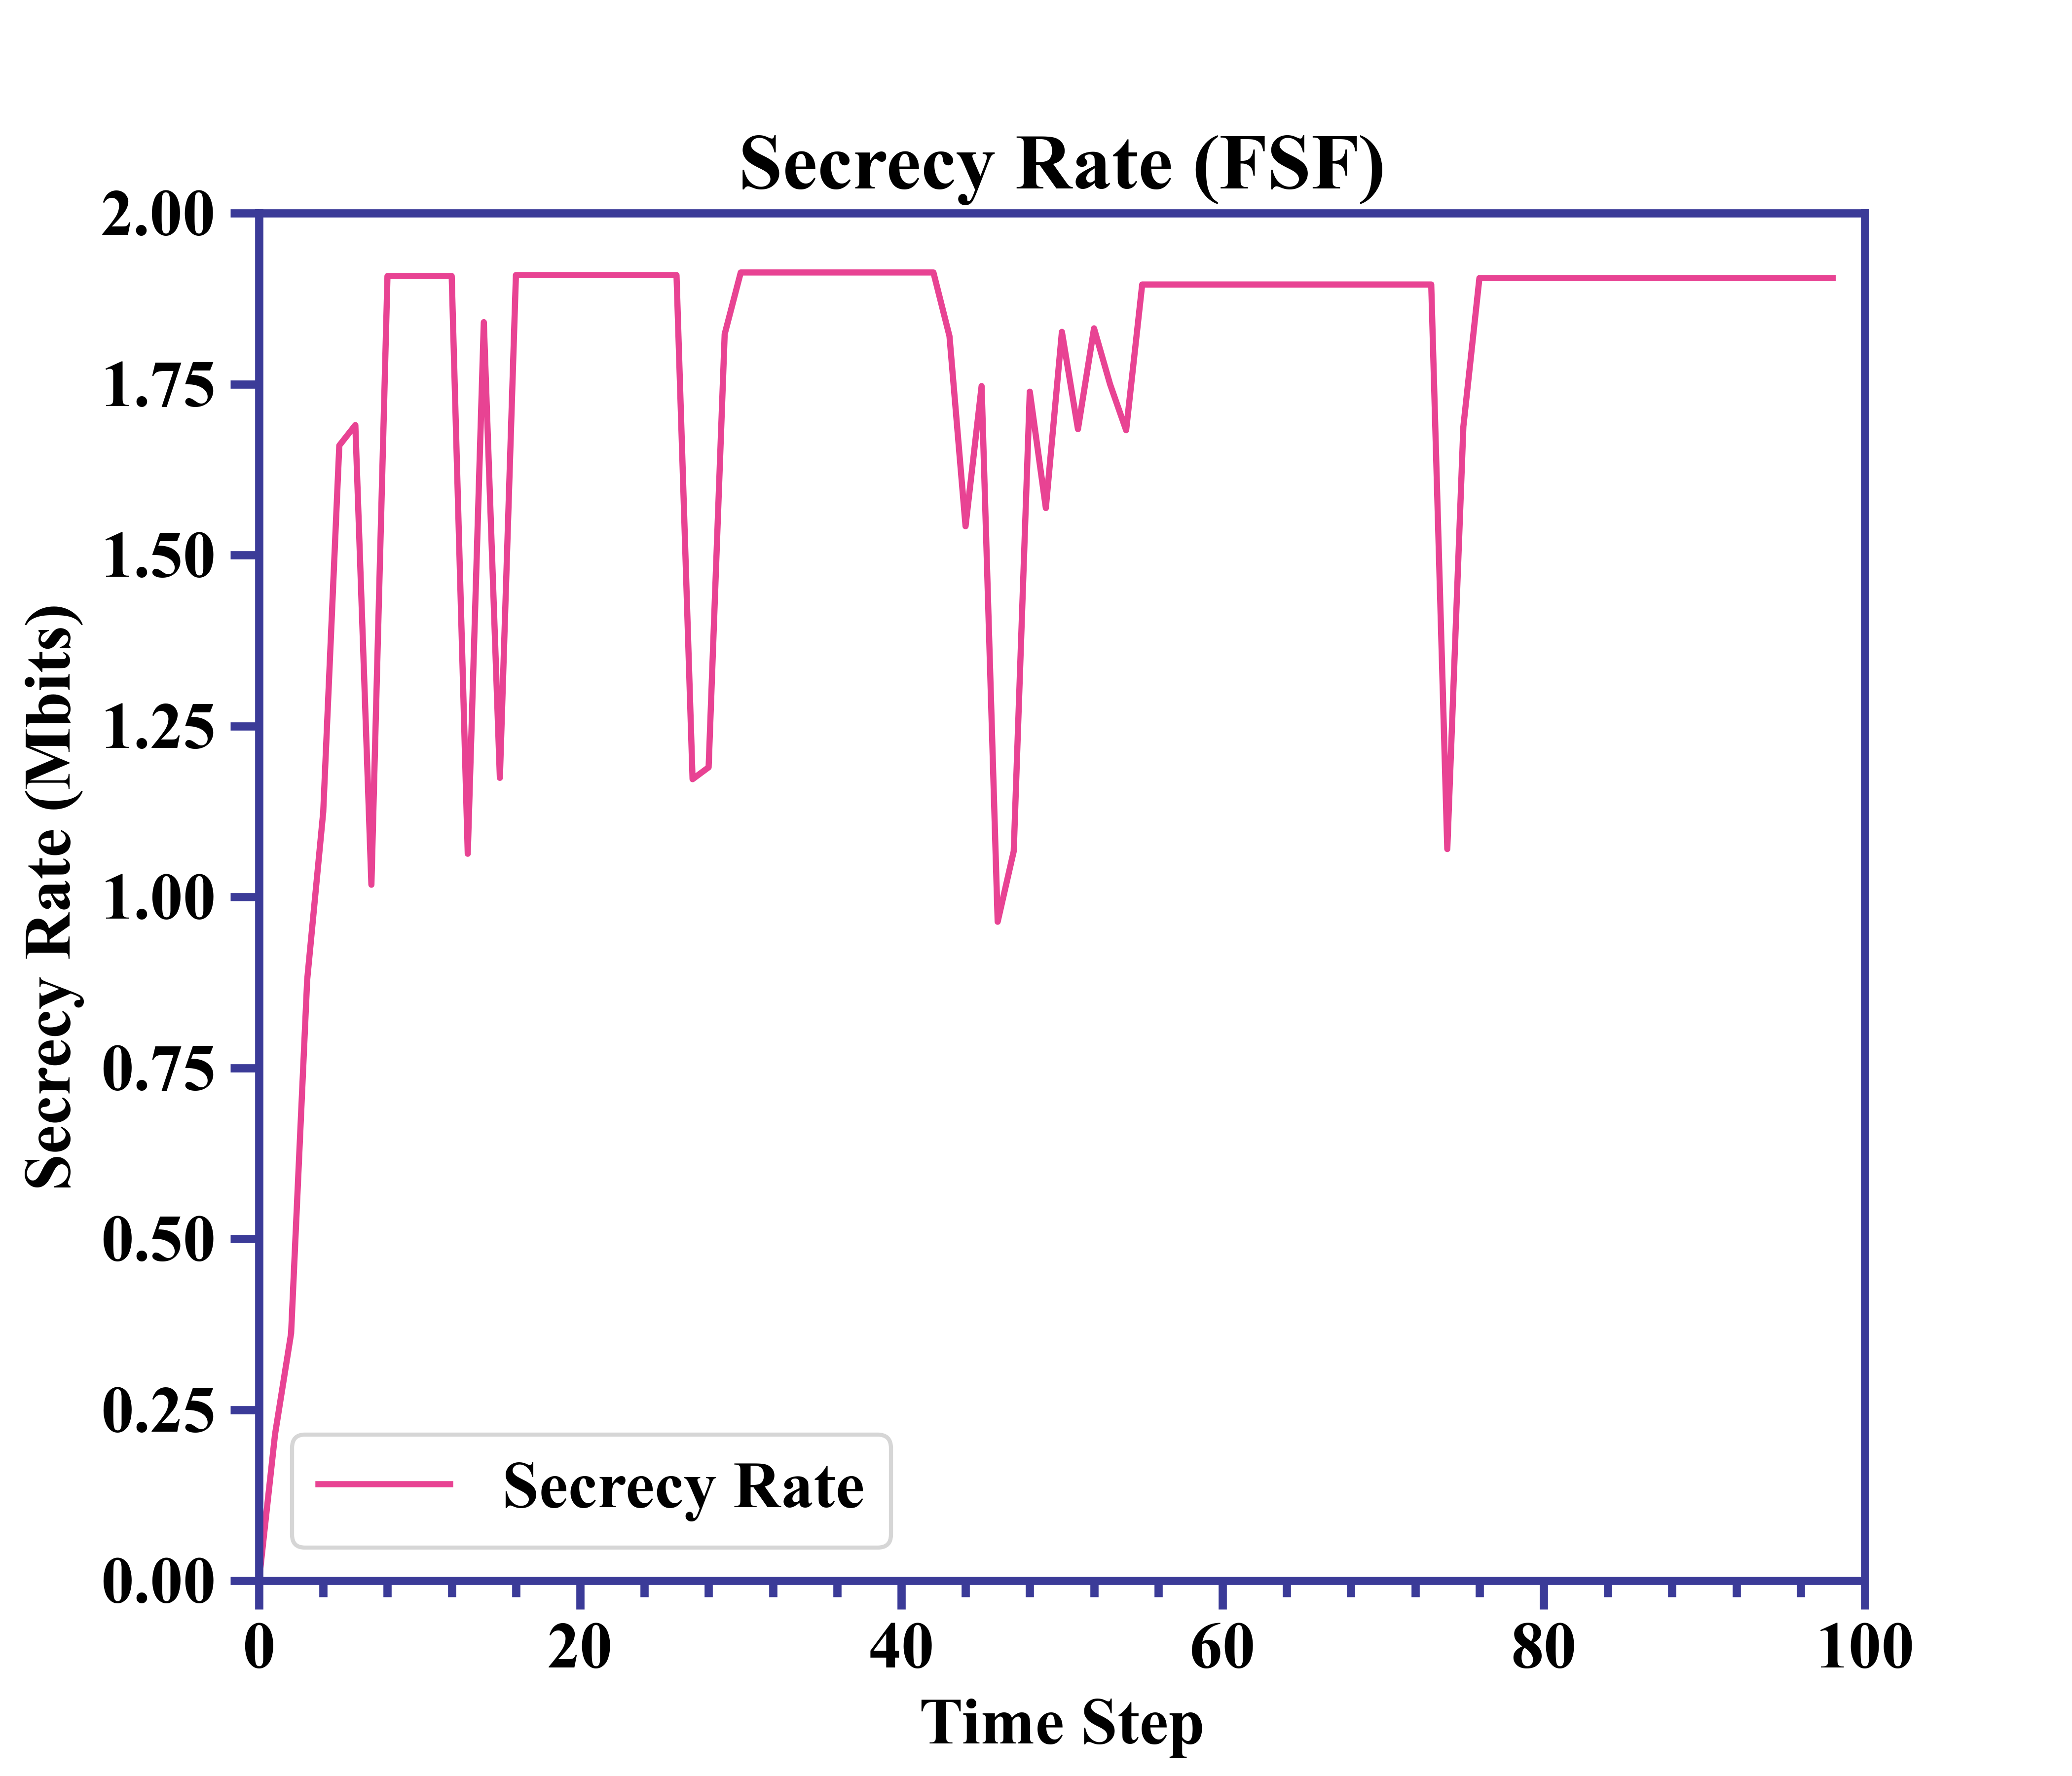 Secrecy Rate (FSF)
2.00
1.75
1.50
1.25
1.00
0.75
0.50
0.25
0.00
Secrecy Rate (Mbits)
Secrecy Rate
0 20 40 60 80 100
Time Step